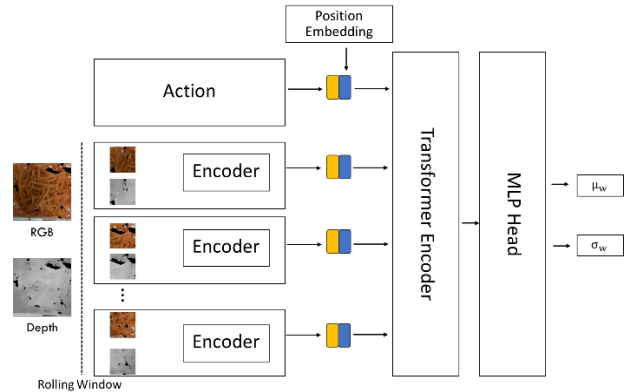 Position
Embedding
Action
Encoder
RGB
Encoder
Depth
⋮
Encoder
Rolling Window
Transformer Encoder
MLP Head
μw
σw